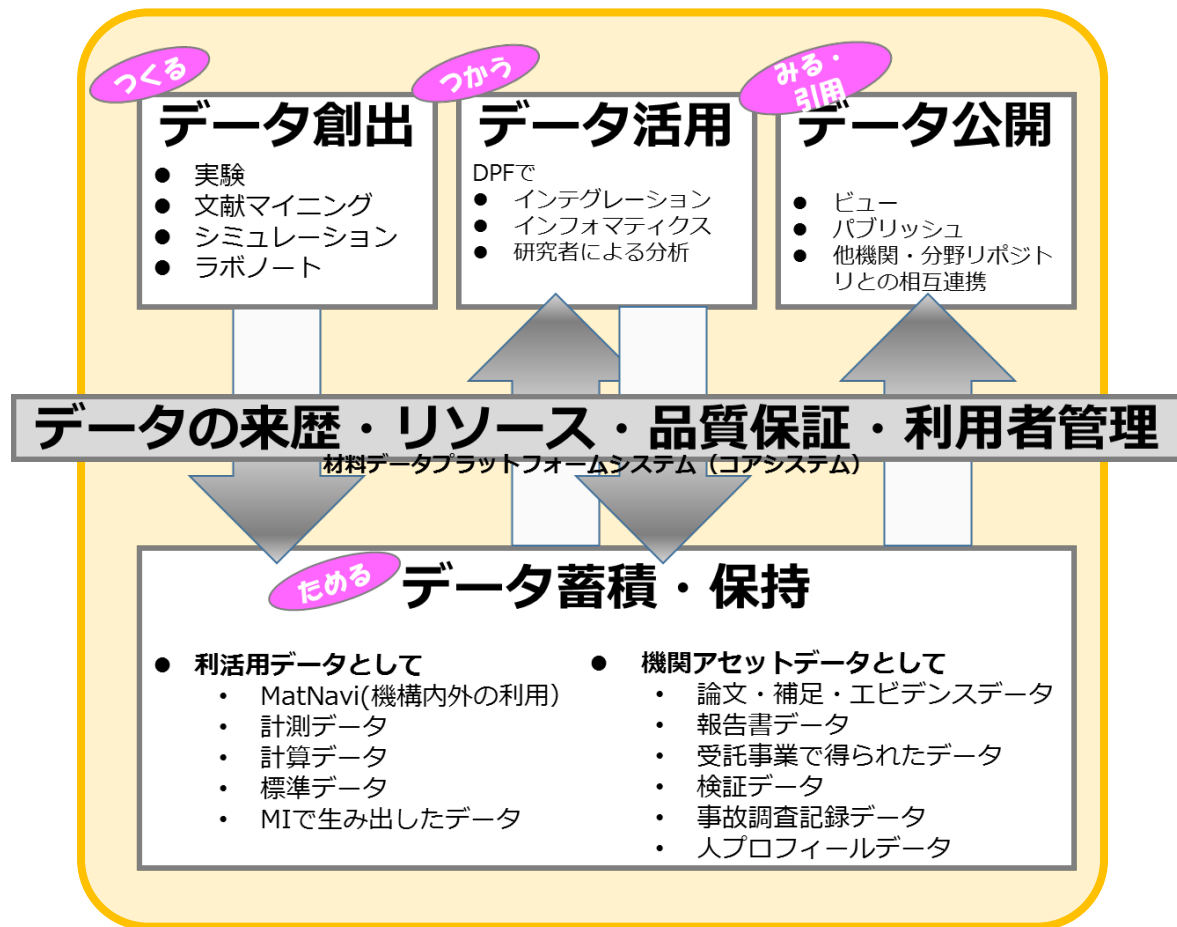 つくる
データ創出
● 実験
● 文献マイニング
● シミュレーション
● ラボノート
つかう
データ活用
DPFで
● インテグレーション
● インフォマティクス
● 研究者による分析
みる・
引用
データ公開
● ビュー
● パブリッシュ
● 他機関・分野リポジト
リとの相互連携
データの来歴・リソース・品質保証・利用者管理
材料データプラットフォームシステム（コアシステム）
ためる
データ蓄積・保持
● 利活用データとして
・ MatNavi(機構内外の利用）
・ 計測データ
・ 計算データ
・ 標準データ
・ MIで生み出したデータ
● 機関アセットデータとして
・ 論文・補足・エビデンスデータ
・ 報告書データ
・ 受託事業で得られたデータ
・ 検証データ
・ 事故調査記録データ
・ 人プロフィールデータ